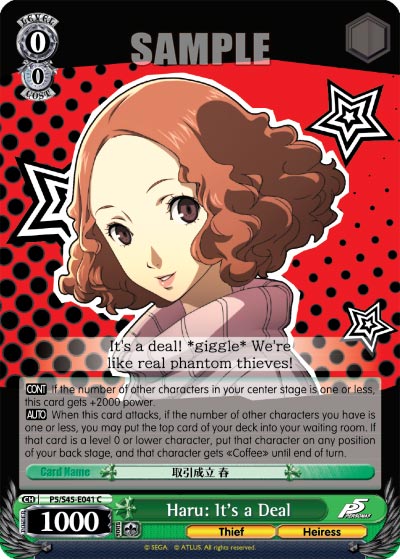 LEVEL
0
0
COST
SAMPLE
It's a deal! *giggle* We're
like real phantom thieves!
CONT If the number of other characters in your center stage is one or less,
this card gets +2000 power.
AUTO When this card attacks, if the number of other characters you have is
one or less, you may put the top card of your deck into your waiting room. If
that card is a level 0 or lower character, put that character on any position
of your back stage, and that character gets «Coffee» until end of turn.
Card Name
取引成立 春
CH P5/S45-E041 C
POWER
1000
SOUL
Haru: It's a Deal
Thief
Heiress
P5
PERSONA5
© SEGA. © ATLUS. All rights reserved.